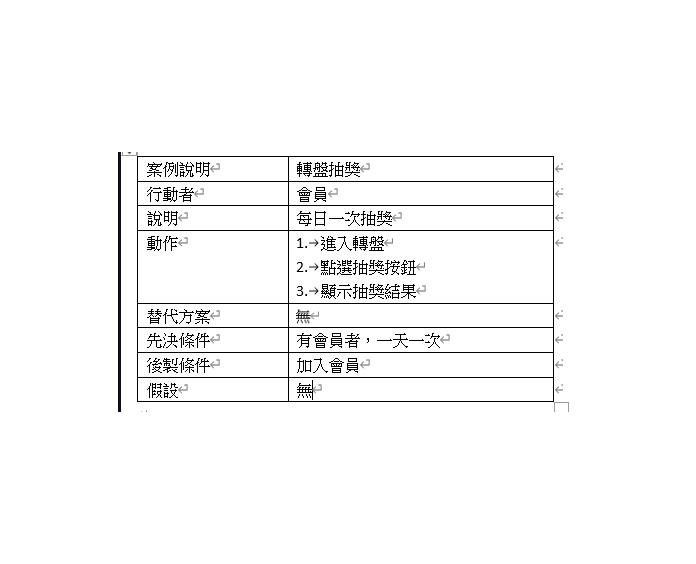 案例說明 轉盤抽獎
行動者 會員
說明 每日一次抽獎
動作 1.→進入轉盤
2.→點選抽獎按鈕
3.→顯示抽獎結果
替代方案 無
先決條件 有會員者，一天一次
後製條件 加入會員
假設 無